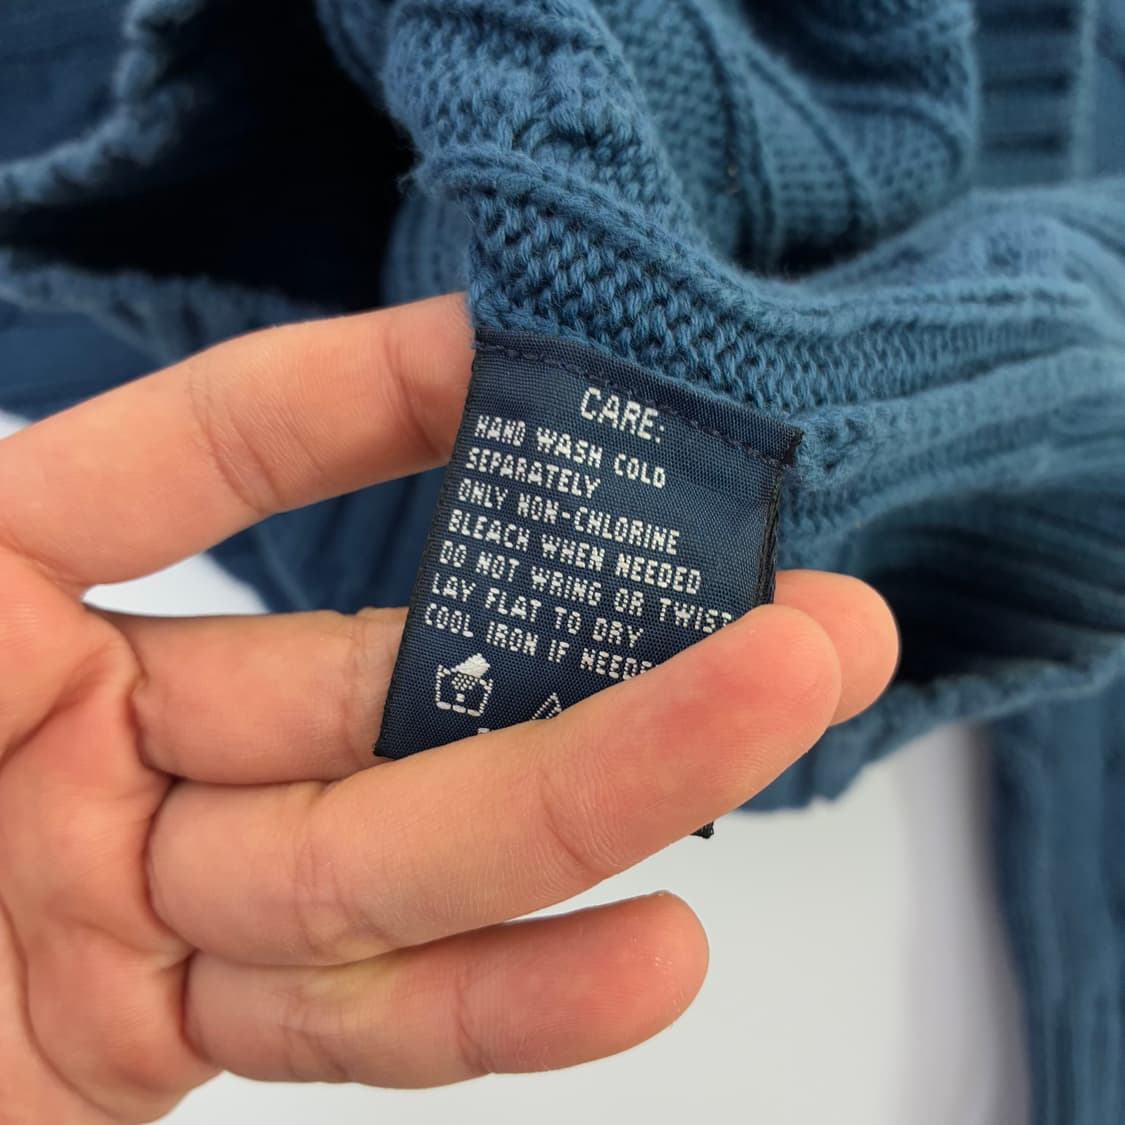 CARE:
HAND WASH COLD
SEPARATELY
ONLY NON-CHLORINE
BLEACH WHEN NEEDED
DO NOT WRING OR TWIST
LAY FLAT TO DRY
COOL IRON IF NEEDE